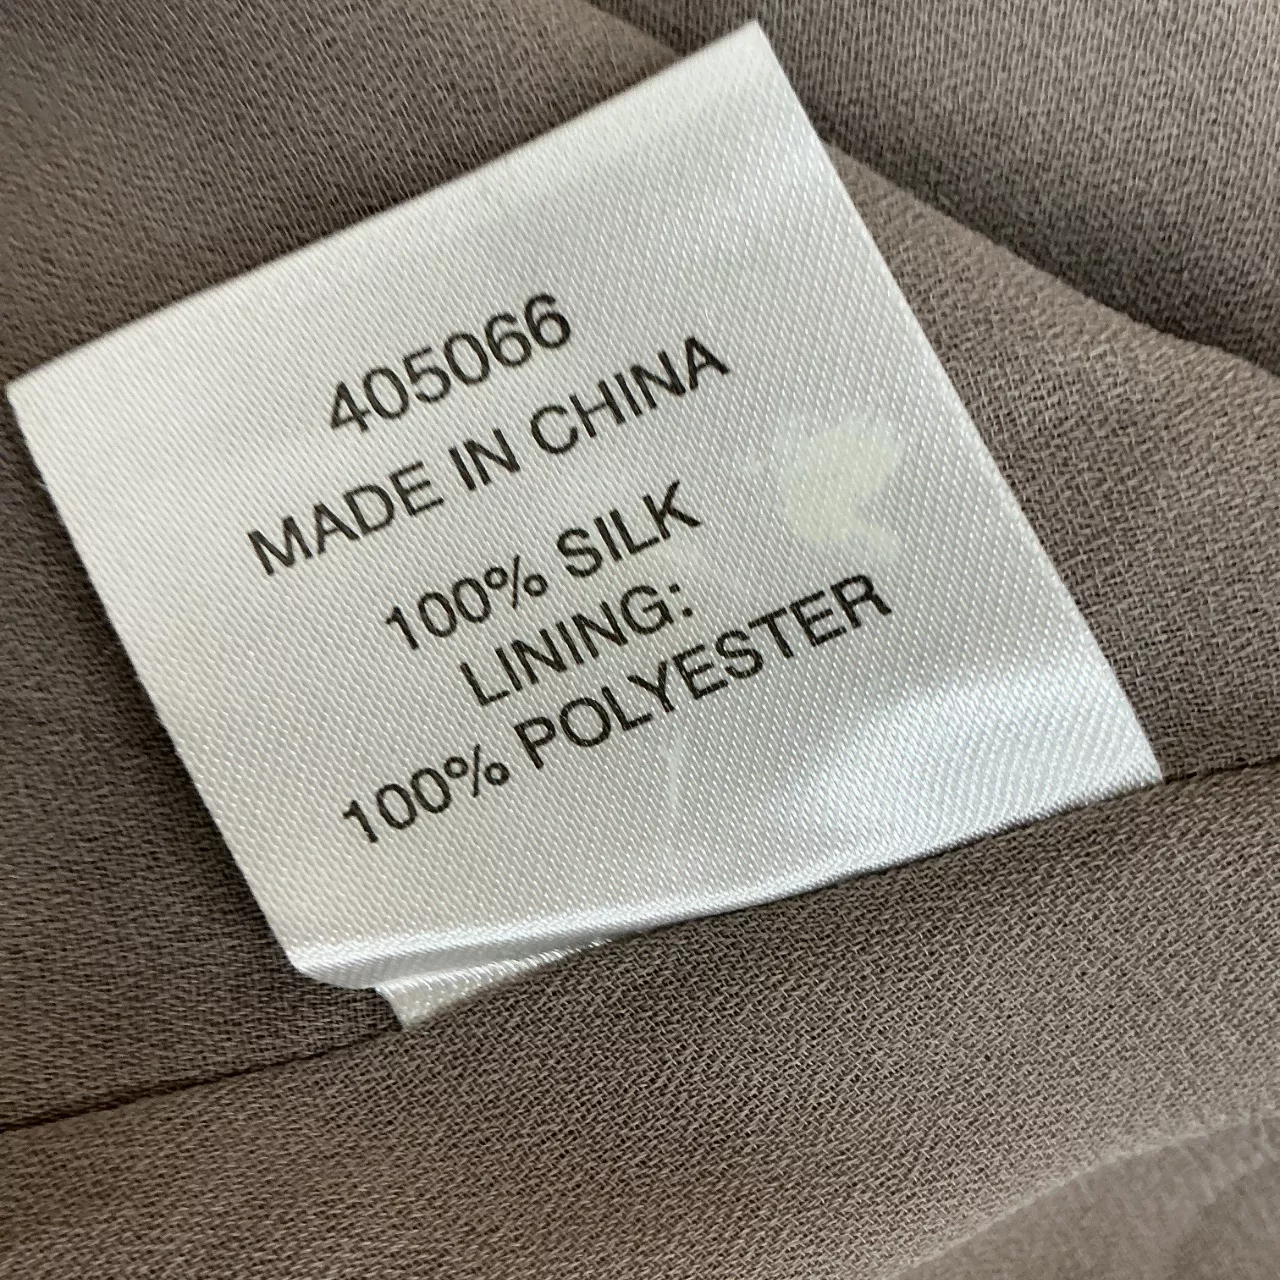 405066
MADE IN CHINA
100% SILK
LINING:
100% POLYESTER